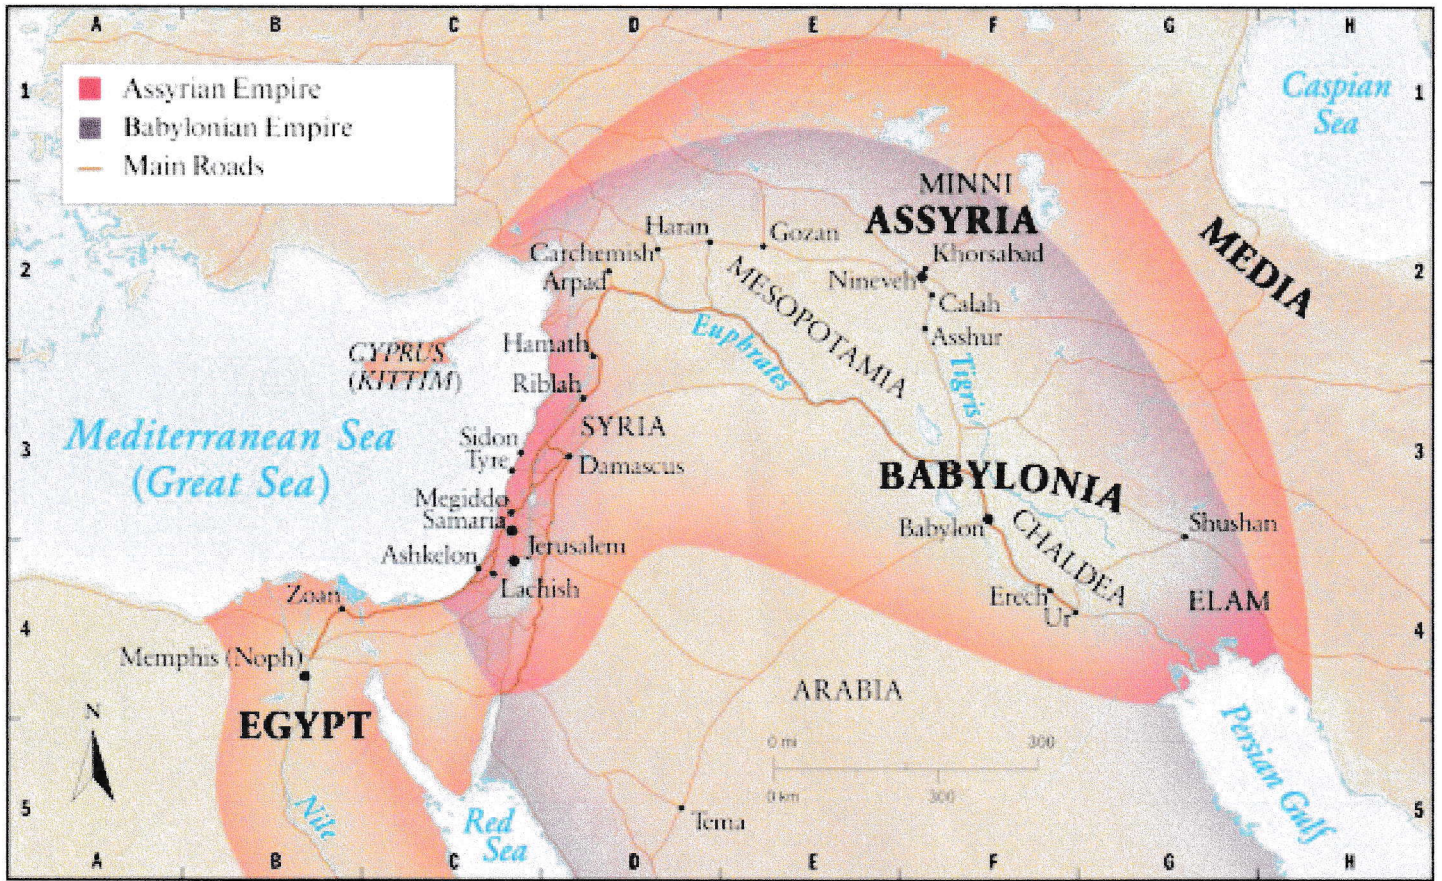 A B C D E F G H
1
Assyrian Empire
Babylonian Empire
Main Roads
Caspian
Sea
1
MINNI
ASSYRIA
MEDIA
Haran
Gozan
Carchemish
Arpad
Khorsabad
Nineveh
Calah
Asshur
2
2
MESOPOTAMIA
Euphrates
Tigris
CYPRUS
(KITTIM)
Hamath
Riblah
SYRIA
Mediterranean Sea
(Great Sea)
Sidon
Tyre
Damascus
3
3
BABYLONIA
Megiddo
Samaria
Babylon
CHALDEA
Shushan
Ashkelon
Jerusalem
Lachish
Zoan
Erech
Ur
ELAM
4
4
Memphis (Noph)
ARABIA
N
EGYPT
Persian Gulf
0 mi 300
0 km 300
Nile
Red
Sea
Tema
5
5
A B C D E F G H